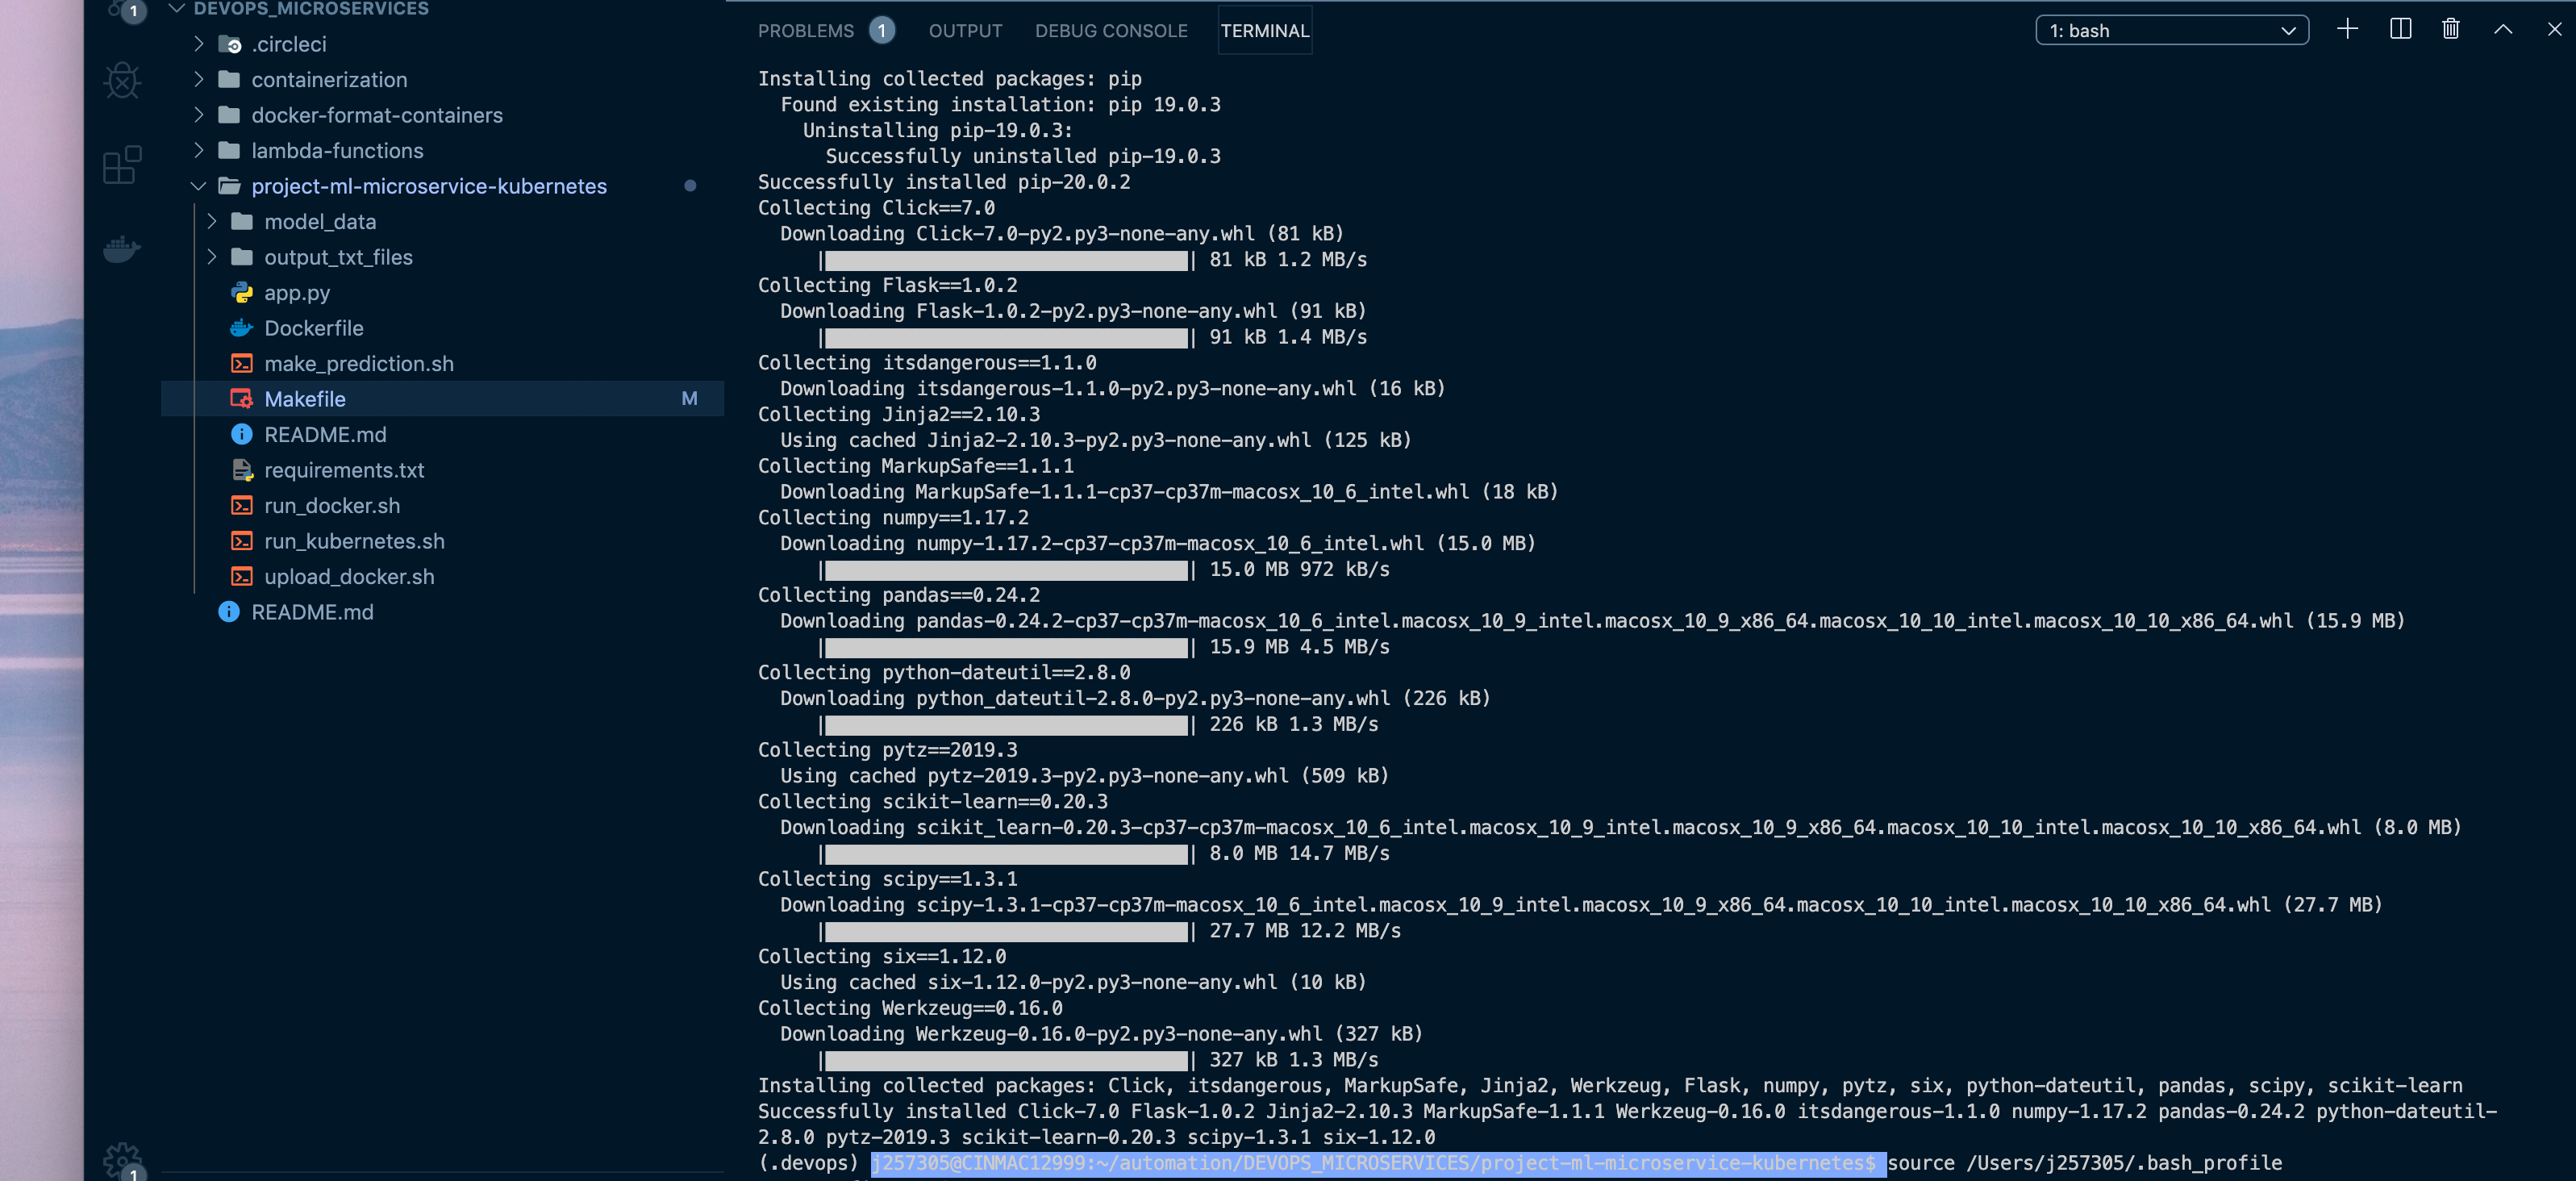 1
DEVOPS_MICROSERVICES
.circleci
containerization
docker-format-containers
lambda-functions
project-ml-microservice-kubernetes
model_data
output_txt_files
app.py
Dockerfile
make_prediction.sh
Makefile M
README.md
requirements.txt
run_docker.sh
run_kubernetes.sh
upload_docker.sh
README.md
1
PROBLEMS 1 OUTPUT DEBUG CONSOLE TERMINAL 1: bash
Installing collected packages: pip
Found existing installation: pip 19.0.3
Uninstalling pip-19.0.3:
Successfully uninstalled pip-19.0.3
Successfully installed pip-20.0.2
Collecting Click==7.0
Downloading Click-7.0-py2.py3-none-any.whl (81 kB)
| | 81 kB 1.2 MB/s
Collecting Flask==1.0.2
Downloading Flask-1.0.2-py2.py3-none-any.whl (91 kB)
| | 91 kB 1.4 MB/s
Collecting itsdangerous==1.1.0
Downloading itsdangerous-1.1.0-py2.py3-none-any.whl (16 kB)
Collecting Jinja2==2.10.3
Using cached Jinja2-2.10.3-py2.py3-none-any.whl (125 kB)
Collecting MarkupSafe==1.1.1
Downloading MarkupSafe-1.1.1-cp37-cp37m-macosx_10_6_intel.whl (18 kB)
Collecting numpy==1.17.2
Downloading numpy-1.17.2-cp37-cp37m-macosx_10_6_intel.whl (15.0 MB)
| | 15.0 MB 972 kB/s
Collecting pandas==0.24.2
Downloading pandas-0.24.2-cp37-cp37m-macosx_10_6_intel.macosx_10_9_intel.macosx_10_9_x86_64.macosx_10_10_intel.macosx_10_10_x86_64.whl (15.9 MB)
| | 15.9 MB 4.5 MB/s
Collecting python-dateutil==2.8.0
Downloading python_dateutil-2.8.0-py2.py3-none-any.whl (226 kB)
| | 226 kB 1.3 MB/s
Collecting pytz==2019.3
Using cached pytz-2019.3-py2.py3-none-any.whl (509 kB)
Collecting scikit-learn==0.20.3
Downloading scikit_learn-0.20.3-cp37-cp37m-macosx_10_6_intel.macosx_10_9_intel.macosx_10_9_x86_64.macosx_10_10_intel.macosx_10_10_x86_64.whl (8.0 MB)
| | 8.0 MB 14.7 MB/s
Collecting scipy==1.3.1
Downloading scipy-1.3.1-cp37-cp37m-macosx_10_6_intel.macosx_10_9_intel.macosx_10_9_x86_64.macosx_10_10_intel.macosx_10_10_x86_64.whl (27.7 MB)
| | 27.7 MB 12.2 MB/s
Collecting six==1.12.0
Using cached six-1.12.0-py2.py3-none-any.whl (10 kB)
Collecting Werkzeug==0.16.0
Downloading Werkzeug-0.16.0-py2.py3-none-any.whl (327 kB)
| | 327 kB 1.3 MB/s
Installing collected packages: Click, itsdangerous, MarkupSafe, Jinja2, Werkzeug, Flask, numpy, pytz, six, python-dateutil, pandas, scipy, scikit-learn
Successfully installed Click-7.0 Flask-1.0.2 Jinja2-2.10.3 MarkupSafe-1.1.1 Werkzeug-0.16.0 itsdangerous-1.1.0 numpy-1.17.2 pandas-0.24.2 python-dateutil-
2.8.0 pytz-2019.3 scikit-learn-0.20.3 scipy-1.3.1 six-1.12.0
(.devops) j257305@CINMAC12999:~/automation/DEVOPS_MICROSERVICES/project-ml-microservice-kubernetes$ source /Users/j257305/.bash_profile